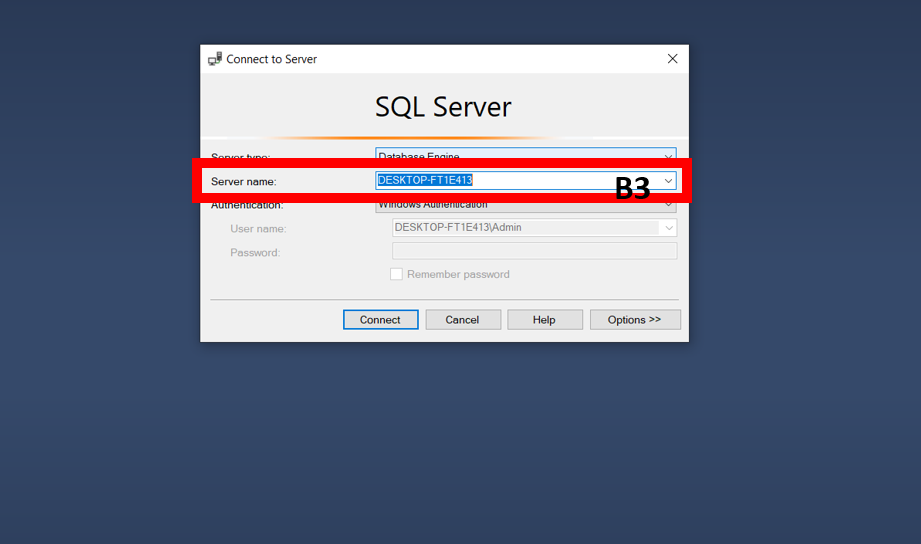 Connect to Server
SQL Server
Server type: Database Engine
Server name: DESKTOP-FT1E413 B3
Authentication: Windows Authentication
User name: DESKTOP-FT1E413\Admin
Password:
Remember password
Connect Cancel Help Options >>